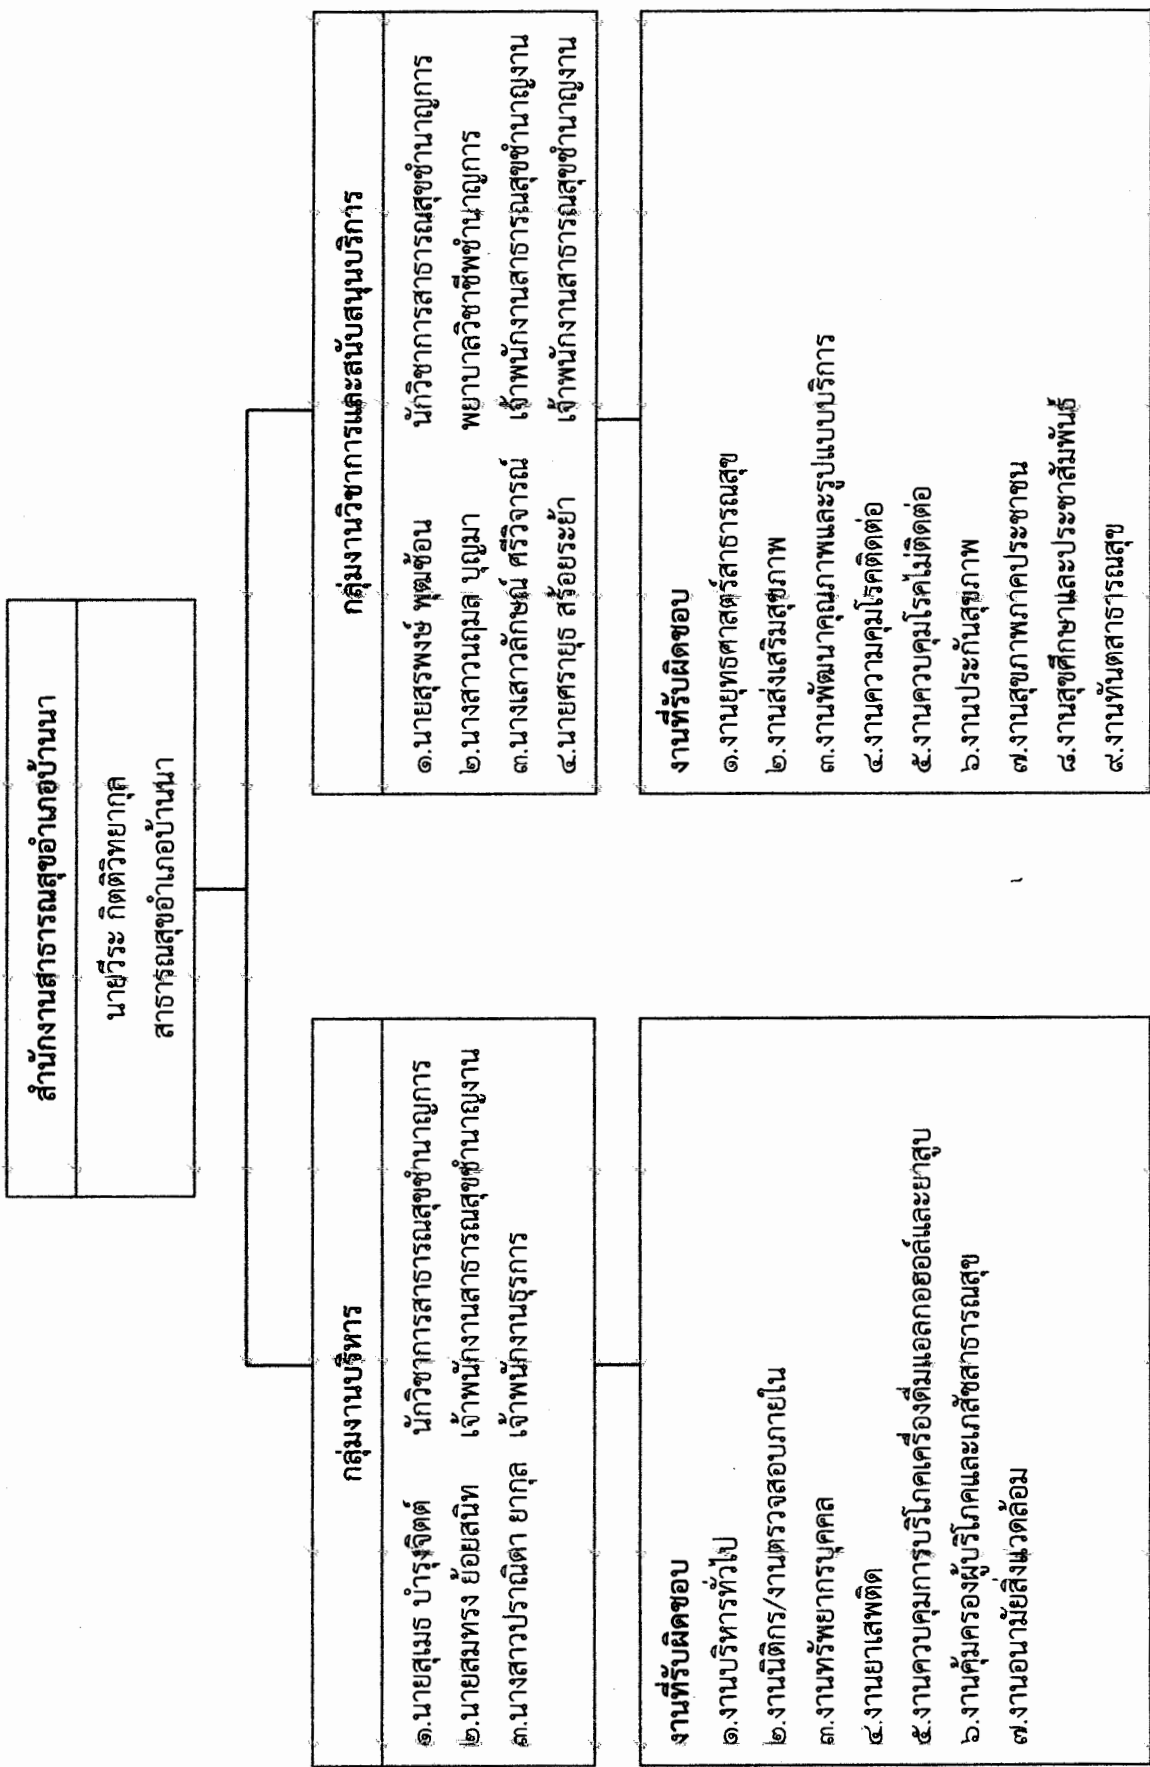 สำนักงานสาธารณสุขอำเภอบ้านนา
นายวีระ กิตติวิทยากุล
สาธารณสุขอำเภอบ้านนา
กลุ่มงานบริหาร
๑.นายสุเมธ บำรุงจิตต์ นักวิชาการสาธารณสุขชำนาญการ
๒.นายสมทรง ย้อยสนิท เจ้าพนักงานสาธารณสุขชำนาญงาน
๓.นางสาวปราณิดา ยากุล เจ้าพนักงานธุรการ
งานที่รับผิดชอบ
๑.งานบริหารทั่วไป
๒.งานนิติกร/งานตรวจสอบภายใน
๓.งานทรัพยากรบุคคล
๔.งานยาเสพติด
๕.งานควบคุมการบริโภคเครื่องดื่มแอลกอฮอล์และยาสูบ
๖.งานคุ้มครองผู้บริโภคและเภสัชสาธารณสุข
๗.งานอนามัยสิ่งแวดล้อม
กลุ่มงานวิชาการและสนับสนุนบริการ
๑.นายสุรพงษ์ พุฒซ้อน นักวิชาการสาธารณสุขชำนาญการ
๒.นางสาวนฤมล บุญมา พยาบาลวิชาชีพชำนาญการ
๓.นางเสาวลักษณ์ ศรีวิจารณ์ เจ้าพนักงานสาธารณสุขชำนาญงาน
๔.นายศรายุธ สร้อยระย้า เจ้าพนักงานสาธารณสุขชำนาญงาน
งานที่รับผิดชอบ
๑.งานยุทธศาสตร์สาธารณสุข
๒.งานส่งเสริมสุขภาพ
๓.งานพัฒนาคุณภาพและรูปแบบบริการ
๔.งานความคุมโรคติดต่อ
๕.งานควบคุมโรคไม่ติดต่อ
๖.งานประกันสุขภาพ
๗.งานสุขภาพภาคประชาชน
๘.งานสุขศึกษาและประชาสัมพันธ์
๙.งานทันตสาธารณสุข